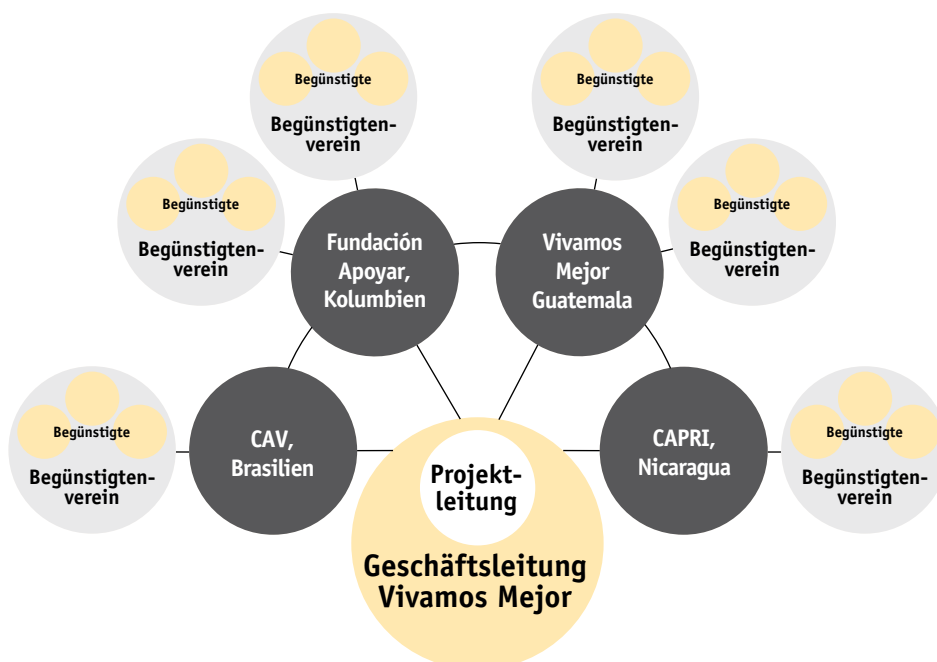 Begünstigte
Begünstigten-
verein
Begünstigte
Begünstigten-
verein
Begünstigte
Begünstigten-
verein
Begünstigte
Begünstigten-
verein
Fundación
Apoyar,
Kolumbien
Vivamos
Mejor
Guatemala
Begünstigte
Begünstigten-
verein
CAV,
Brasilien
CAPRI,
Nicaragua
Begünstigte
Begünstigten-
verein
Projekt-
leitung
Geschäftsleitung
Vivamos Mejor